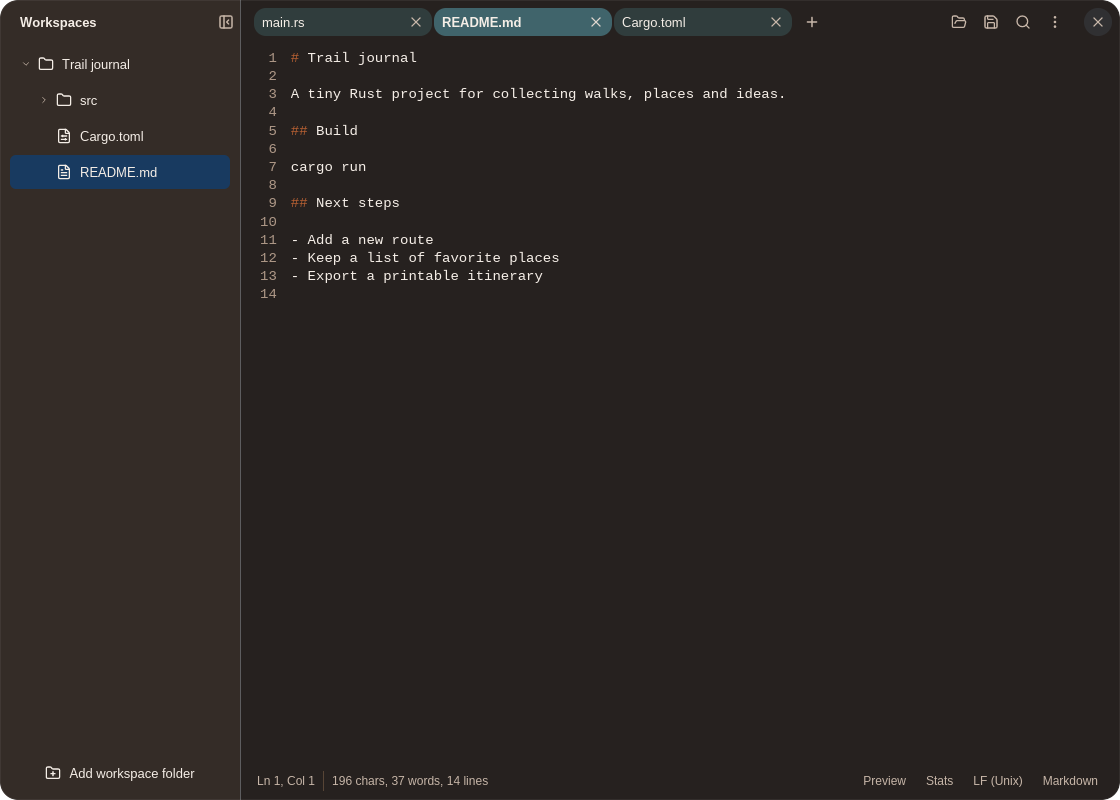 Workspaces
Trail journal
src
Cargo.toml
README.md
Add workspace folder
main.rs
README.md
Cargo.toml
1 # Trail journal
2
3 A tiny Rust project for collecting walks, places and ideas.
4
5 ## Build
6
7 cargo run
8
9 ## Next steps
10
11 - Add a new route
12 - Keep a list of favorite places
13 - Export a printable itinerary
14
Ln 1, Col 1 196 chars, 37 words, 14 lines Preview Stats LF (Unix) Markdown